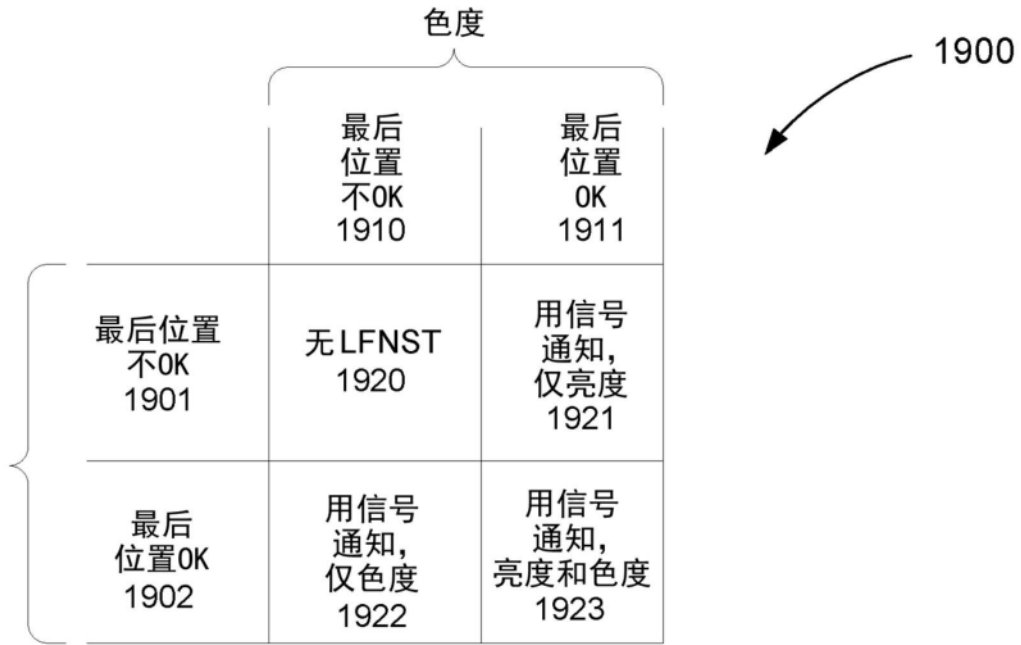 色度
1900
最后
位置
不OK
1910
最后
位置
OK
1911
最后位置
不OK
1901
无LFNST
1920
用信号
通知，
仅亮度
1921
最后
位置OK
1902
用信号
通知，
仅色度
1922
用信号
通知，
亮度和色度
1923